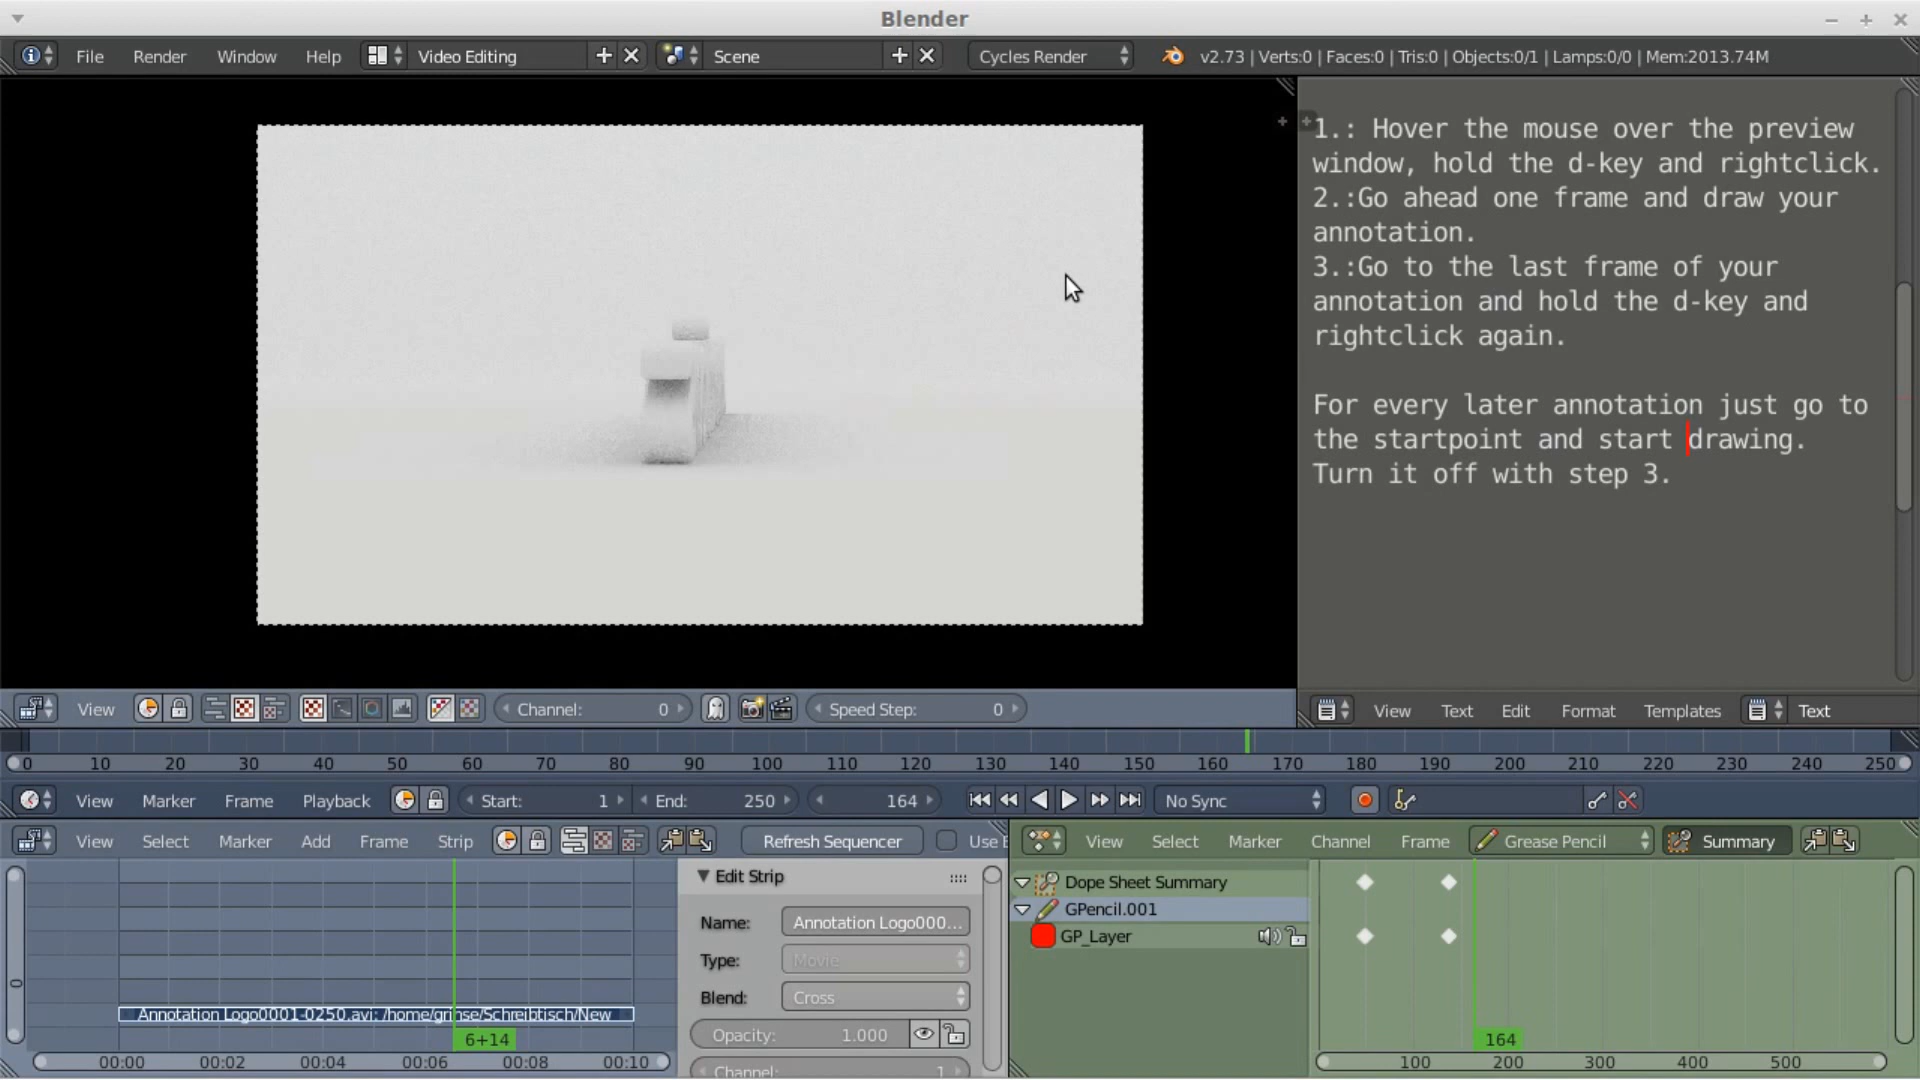 Blender
File Render Window Help Video Editing Scene Cycles Render v2.73 | Verts:0 | Faces:0 | Tris:0 | Objects:0/1 | Lamps:0/0 | Mem:2013.74M
1.: Hover the mouse over the preview
window, hold the d-key and rightclick.
2.:Go ahead one frame and draw your
annotation.
3.:Go to the last frame of your
annotation and hold the d-key and
rightclick again.
For every later annotation just go to
the startpoint and start drawing.
Turn it off with step 3.
View Channel: 0 Speed Step: 0
View Text Edit Format Templates Text
0 10 20 30 40 50 60 70 80 90 100 110 120 130 140 150 160 170 180 190 200 210 220 230 240 250
View Marker Frame Playback Start: 1 End: 250 164 No Sync
View Select Marker Add Frame Strip Refresh Sequencer Use
View Select Marker Channel Frame Grease Pencil Summary
Edit Strip
Name: Annotation Logo000...
Type: Movie
Blend: Cross
Opacity: 1.000
Channel: 1
Annotation Logo0001-0250.avi: /home/grinse/Schreibtisch/New
6+14
00:00 00:02 00:04 00:06 00:08 00:10
Dope Sheet Summary
GPencil.001
GP_Layer
164
100 200 300 400 500